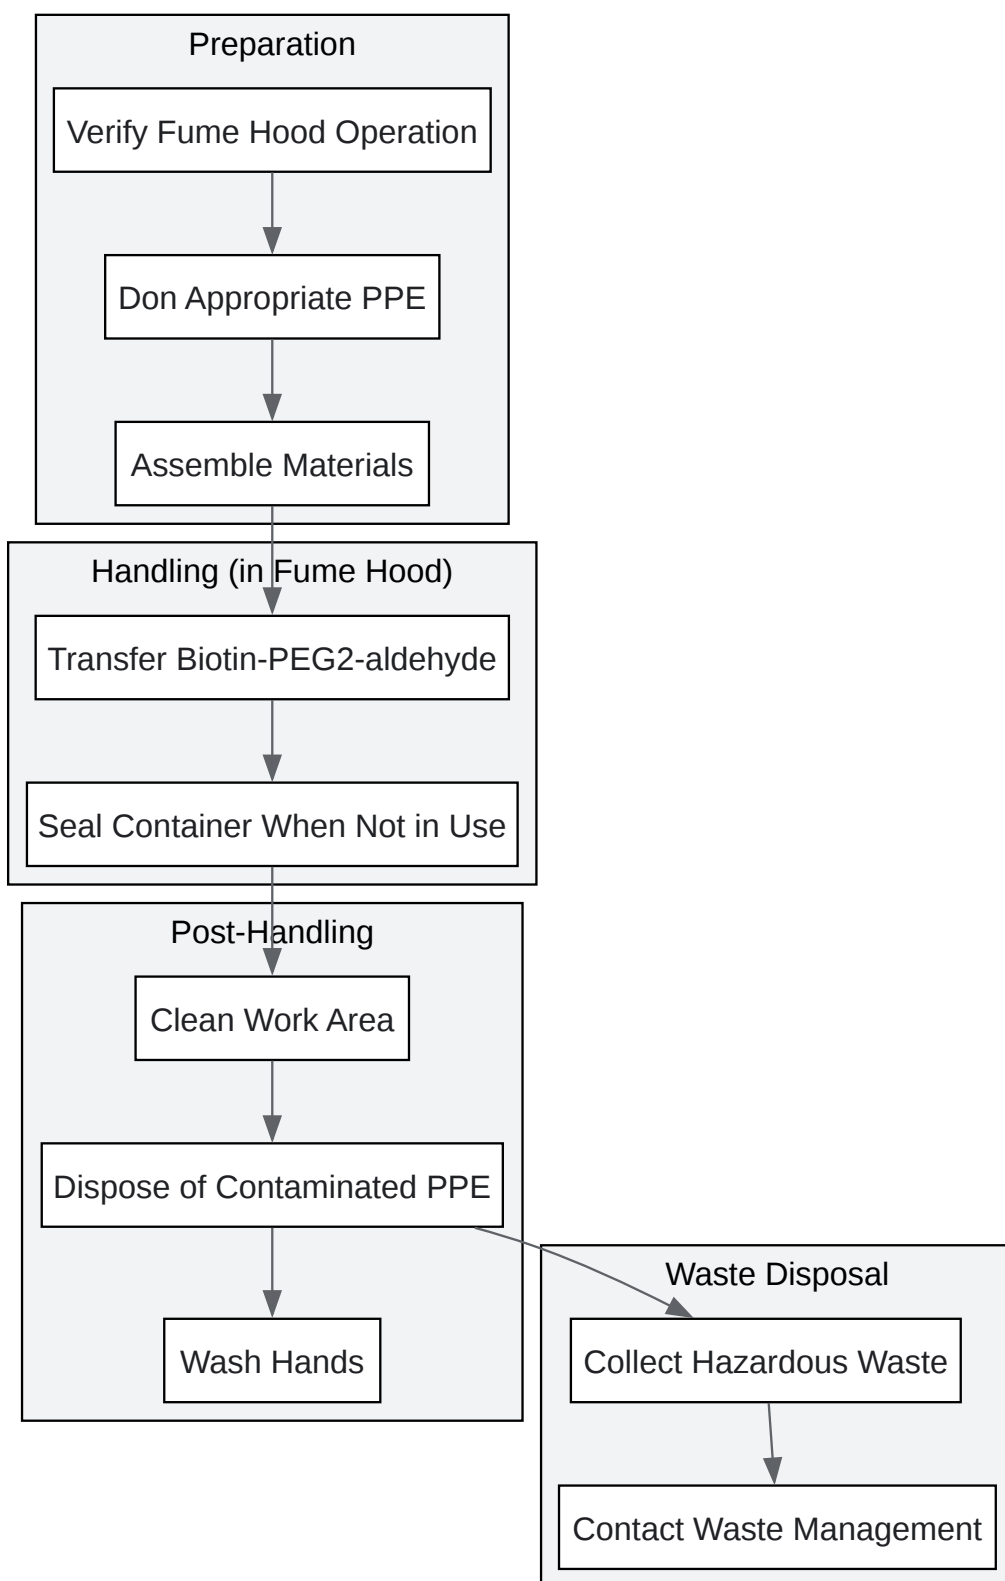 Preparation
Verify Fume Hood Operation
Don Appropriate PPE
Assemble Materials
Handling (in Fume Hood)
Transfer Biotin-PEG2-aldehyde
Seal Container When Not in Use
Post-Handling
Clean Work Area
Dispose of Contaminated PPE
Wash Hands
Waste Disposal
Collect Hazardous Waste
Contact Waste Management